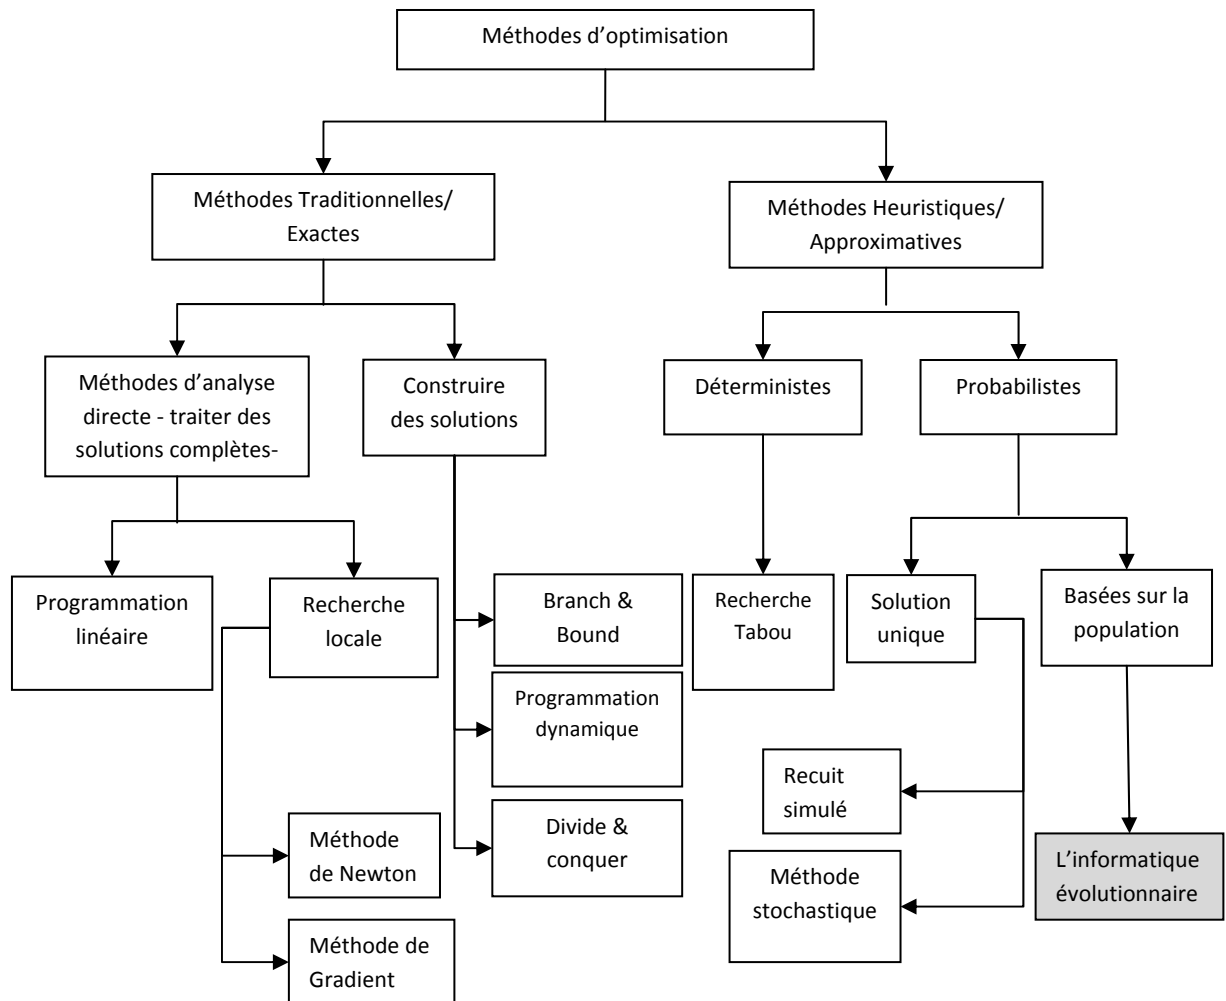 Méthodes d’optimisation
Méthodes Traditionnelles/
Exactes
Méthodes Heuristiques/
Approximatives
Méthodes d’analyse
directe - traiter des
solutions complètes-
Construire
des solutions
Déterministes
Probabilistes
Programmation
linéaire
Recherche
locale
Branch &
Bound
Recherche
Tabou
Solution
unique
Basées sur la
population
Programmation
dynamique
Recuit
simulé
Méthode
de Newton
Divide &
conquer
L’informatique
évolutionnaire
Méthode
stochastique
Méthode de
Gradient